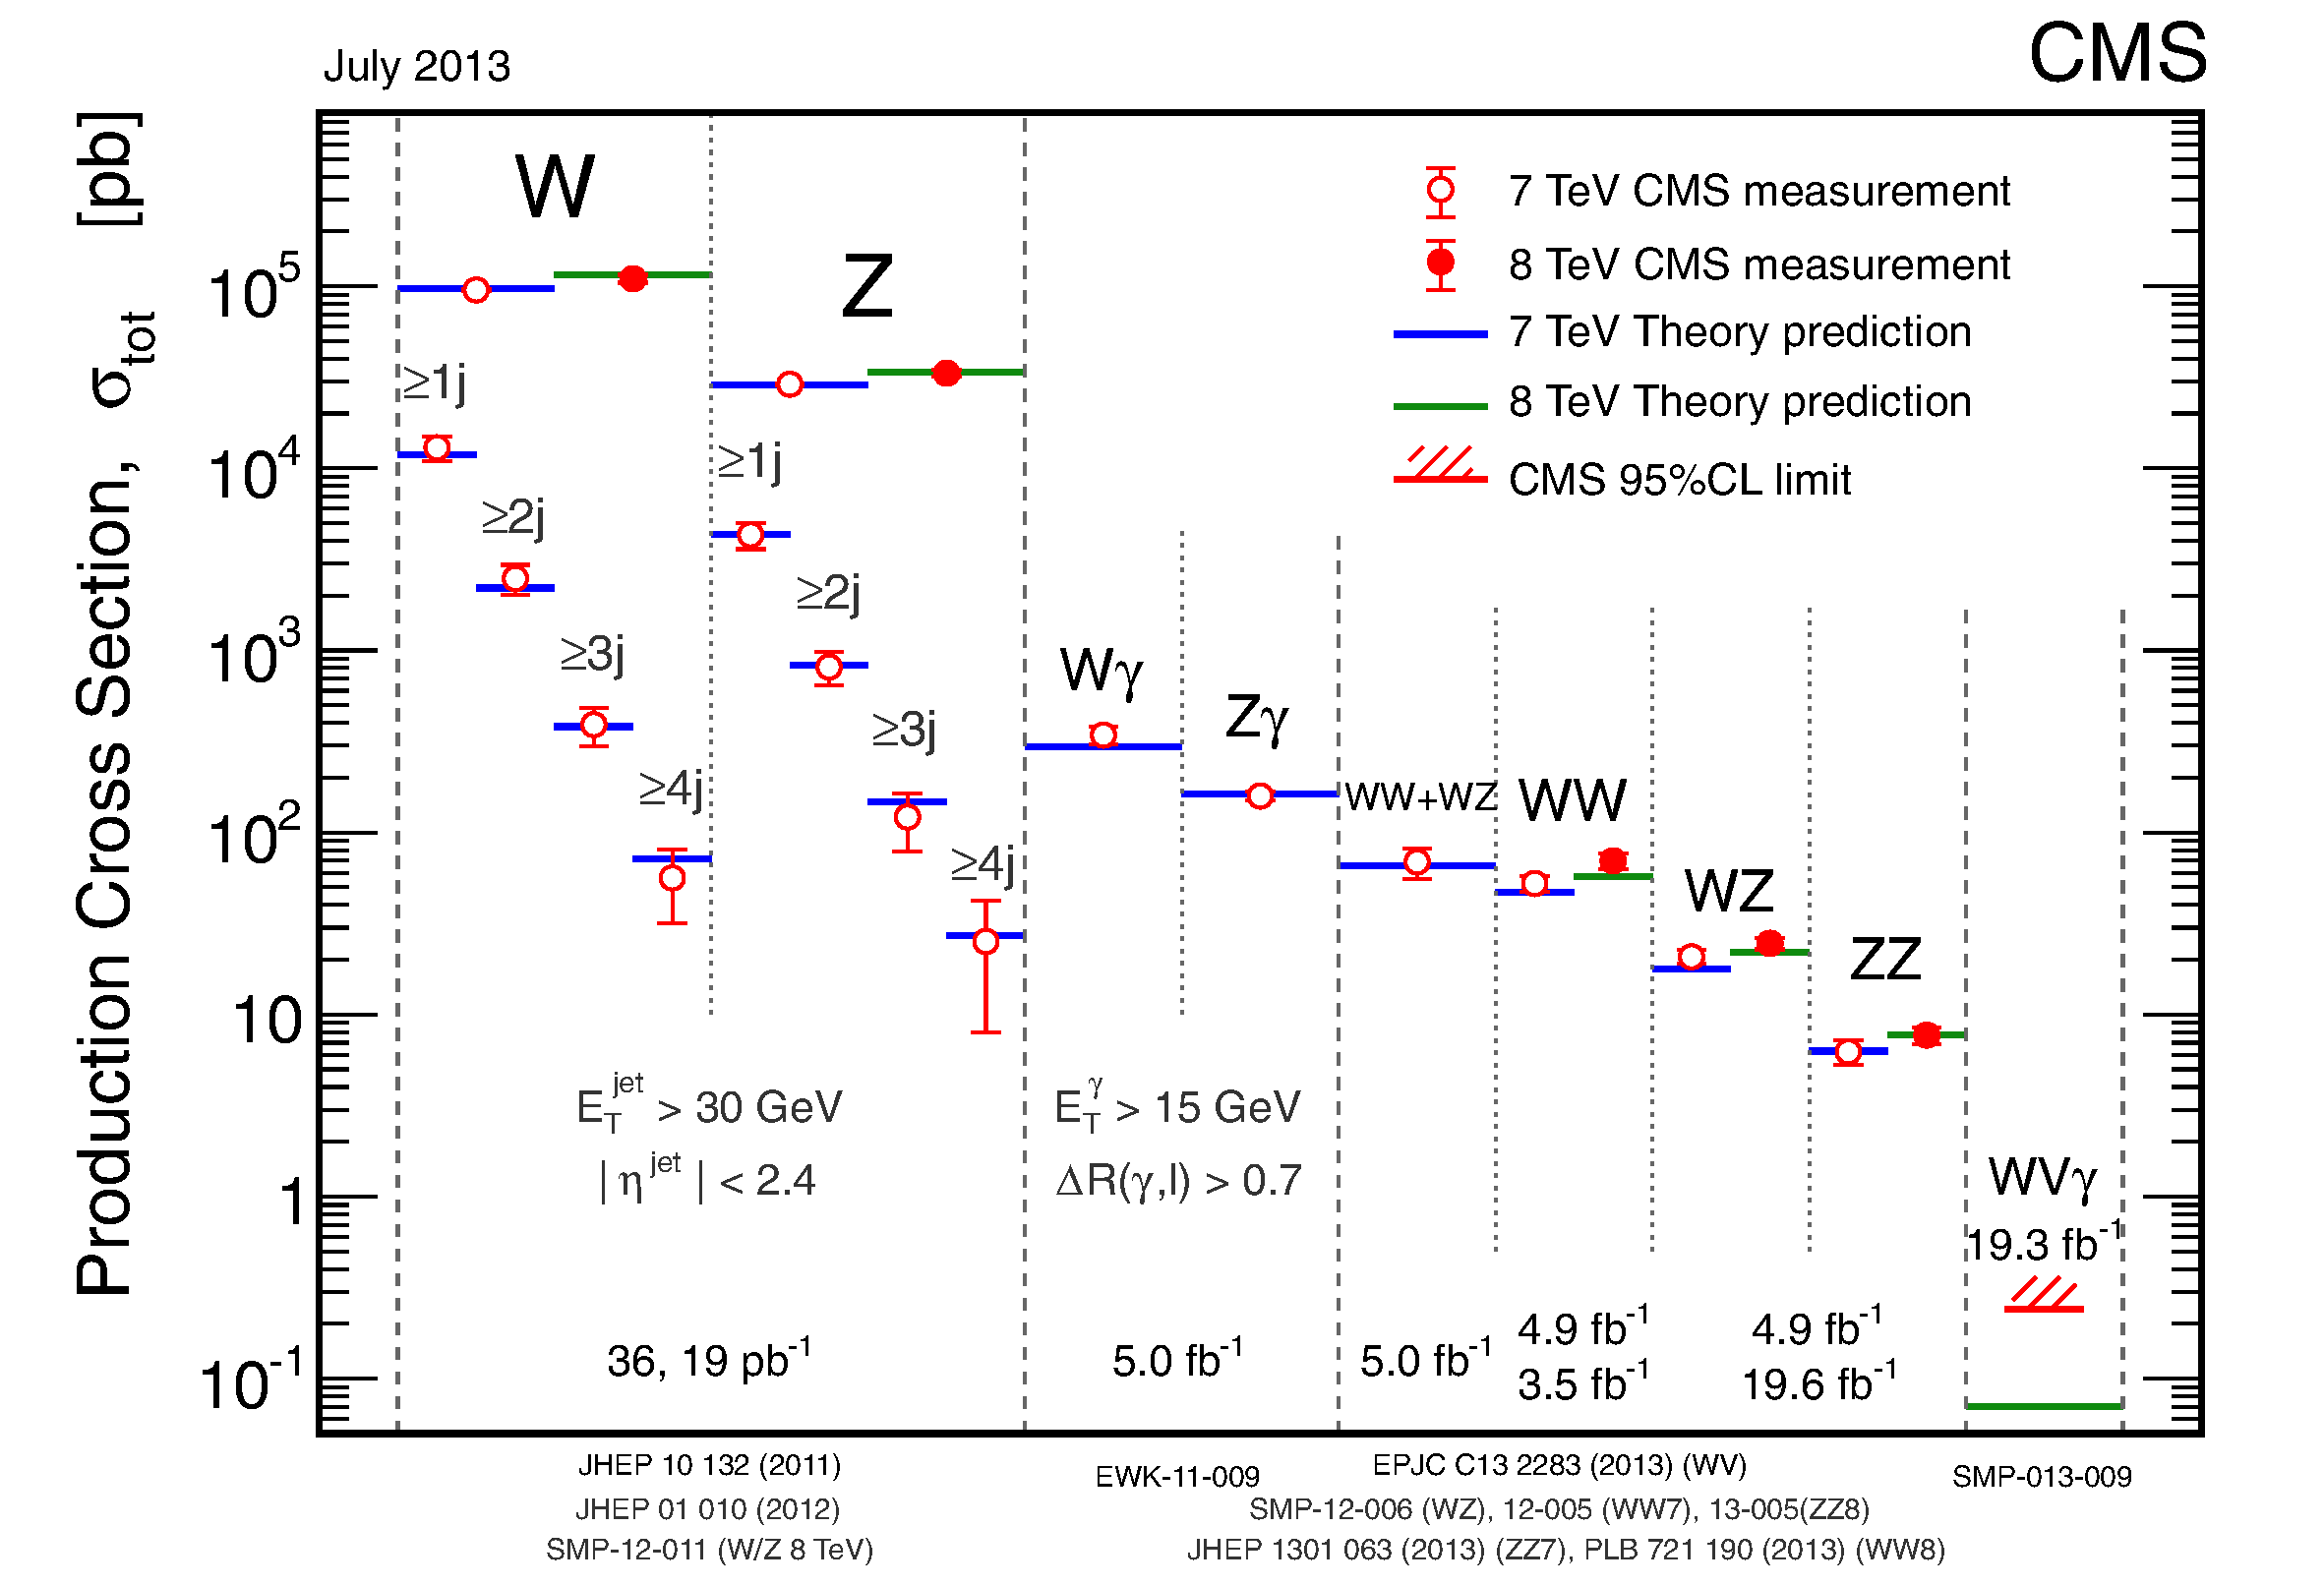 July 2013
CMS
Production Cross Section, σtot [pb]
10^5
10^4
10^3
10^2
10
1
10^-1
W
Z
7 TeV CMS measurement
8 TeV CMS measurement
7 TeV Theory prediction
8 TeV Theory prediction
CMS 95%CL limit
≥1j
≥2j
≥3j
≥4j
≥1j
≥2j
≥3j
≥4j
Wγ
Zγ
WW+WZ
WW
WZ
ZZ
WVγ
19.3 fb^-1
E_T^jet > 30 GeV
| η^jet | < 2.4
E_T^γ > 15 GeV
ΔR(γ,l) > 0.7
36, 19 pb^-1
5.0 fb^-1
5.0 fb^-1
4.9 fb^-1
3.5 fb^-1
4.9 fb^-1
19.6 fb^-1
JHEP 10 132 (2011)
JHEP 01 010 (2012)
SMP-12-011 (W/Z 8 TeV)
EWK-11-009
EPJC C13 2283 (2013) (WV)
SMP-12-006 (WZ), 12-005 (WW7), 13-005(ZZ8)
JHEP 1301 063 (2013) (ZZ7), PLB 721 190 (2013) (WW8)
SMP-013-009